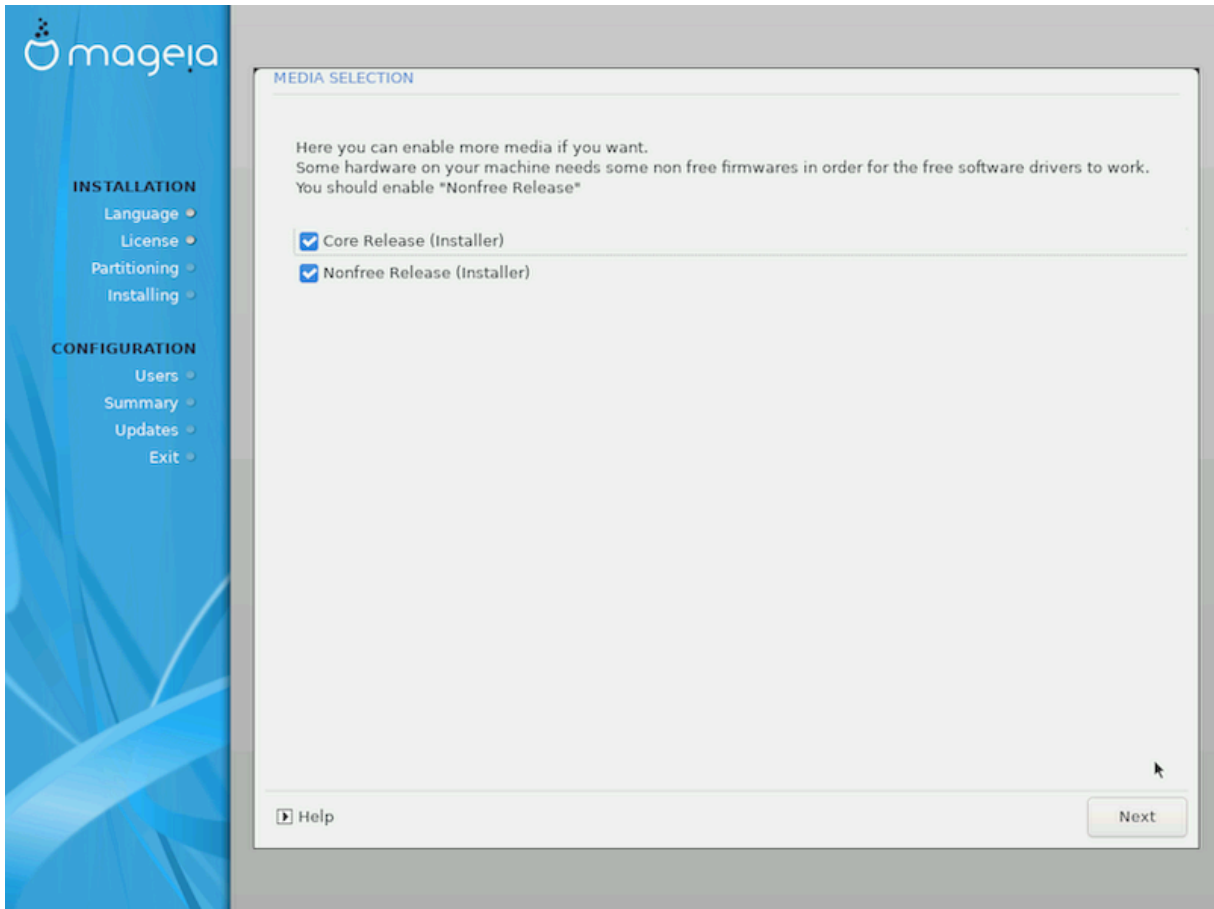 mageia
INSTALLATION
Language
License
Partitioning
Installing
CONFIGURATION
Users
Summary
Updates
Exit
MEDIA SELECTION
Here you can enable more media if you want.
Some hardware on your machine needs some non free firmwares in order for the free software drivers to work.
You should enable "Nonfree Release"
Core Release (Installer)
Nonfree Release (Installer)
Help
Next